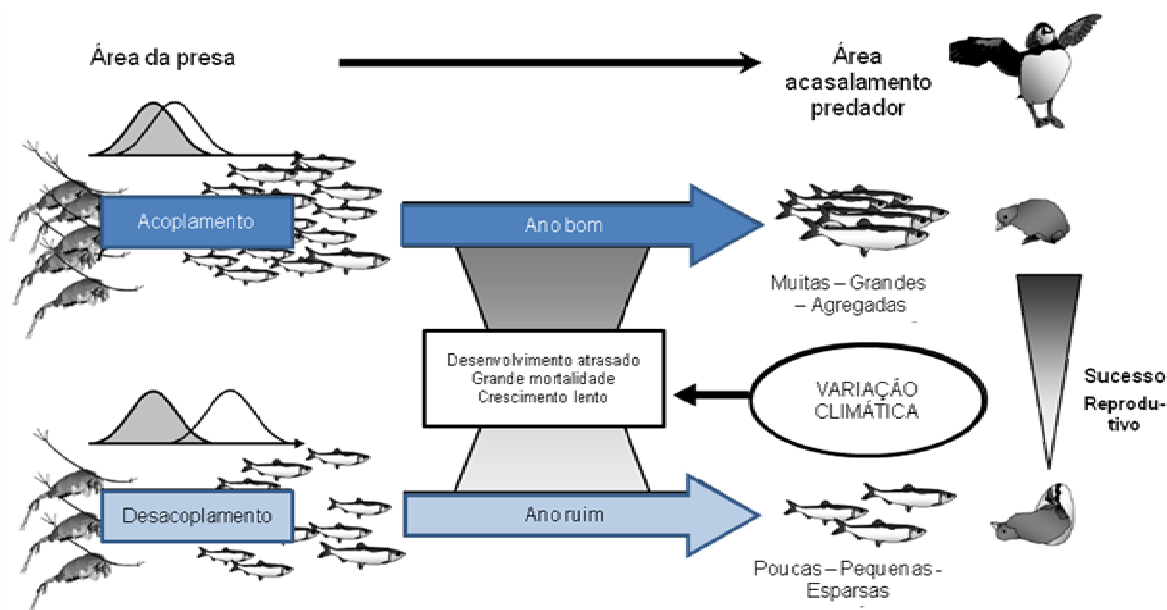 Área da presa
Área
acasalamento
predador
Acoplamento
Ano bom
Muitas – Grandes
– Agregadas
Desenvolvimento atrasado
Grande mortalidade
Crescimento lento
VARIAÇÃO
CLIMÁTICA
Sucesso
Reprodu-
tivo
Desacoplamento
Ano ruim
Poucas – Pequenas -
Esparsas